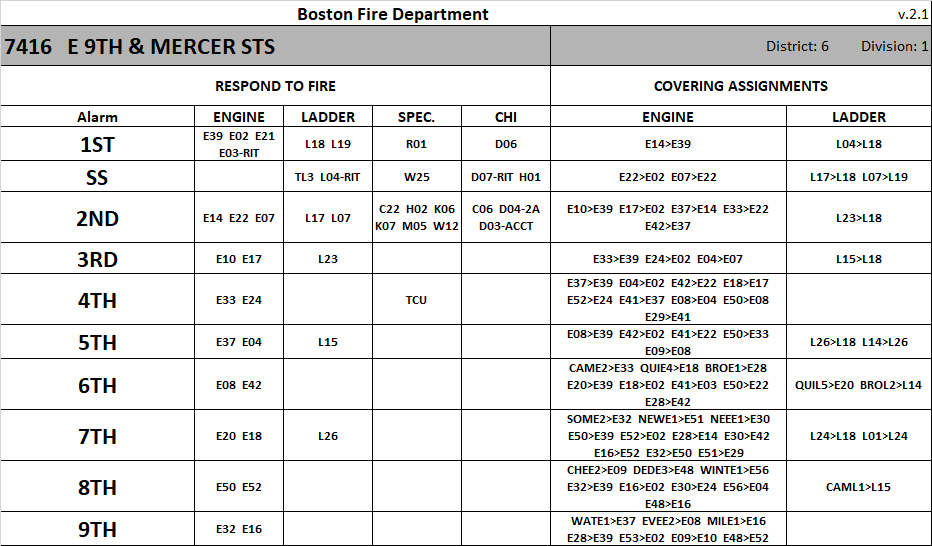 Boston Fire Department v.2.1
7416 E 9TH & MERCER STS District: 6 Division: 1
RESPOND TO FIRE COVERING ASSIGNMENTS
Alarm ENGINE LADDER SPEC. CHI ENGINE LADDER
1ST
E39 E02 E21
E03-RIT
L18 L19
R01
D06
E14>E39
L04>L18
SS
TL3 L04-RIT
W25
D07-RIT H01
E22>E02 E07>E22
L17>L18 L07>L19
2ND
E14 E22 E07
L17 L07
C22 H02 K06
K07 M05 W12
C06 D04-2A
D03-ACCT
E10>E39 E17>E02 E37>E14 E33>E22
E42>E37
L23>L18
3RD
E10 E17
L23
E33>E39 E24>E02 E04>E07
L15>L18
4TH
E33 E24
TCU
E37>E39 E04>E02 E42>E22 E18>E17
E52>E24 E41>E37 E08>E04 E50>E08
E29>E41
5TH
E37 E04
L15
E08>E39 E42>E02 E41>E22 E50>E33
E09>E08
L26>L18 L14>L26
6TH
E08 E42
CAME2>E33 QUIE4>E18 BROE1>E28
E20>E39 E18>E02 E41>E03 E50>E22
E28>E42
QUIL5>E20 BROL2>L14
7TH
E20 E18
L26
SOME2>E32 NEWE1>E51 NEEE1>E30
E50>E39 E52>E02 E28>E14 E30>E42
E16>E52 E32>E50 E51>E29
L24>L18 L01>L24
8TH
E50 E52
CHEE2>E09 DEDE3>E48 WINTE1>E56
E32>E39 E16>E02 E30>E24 E56>E04
E48>E16
CAML1>L15
9TH
E32 E16
WATE1>E37 EVEE2>E08 MILE1>E16
E28>E39 E53>E02 E09>E10 E48>E52